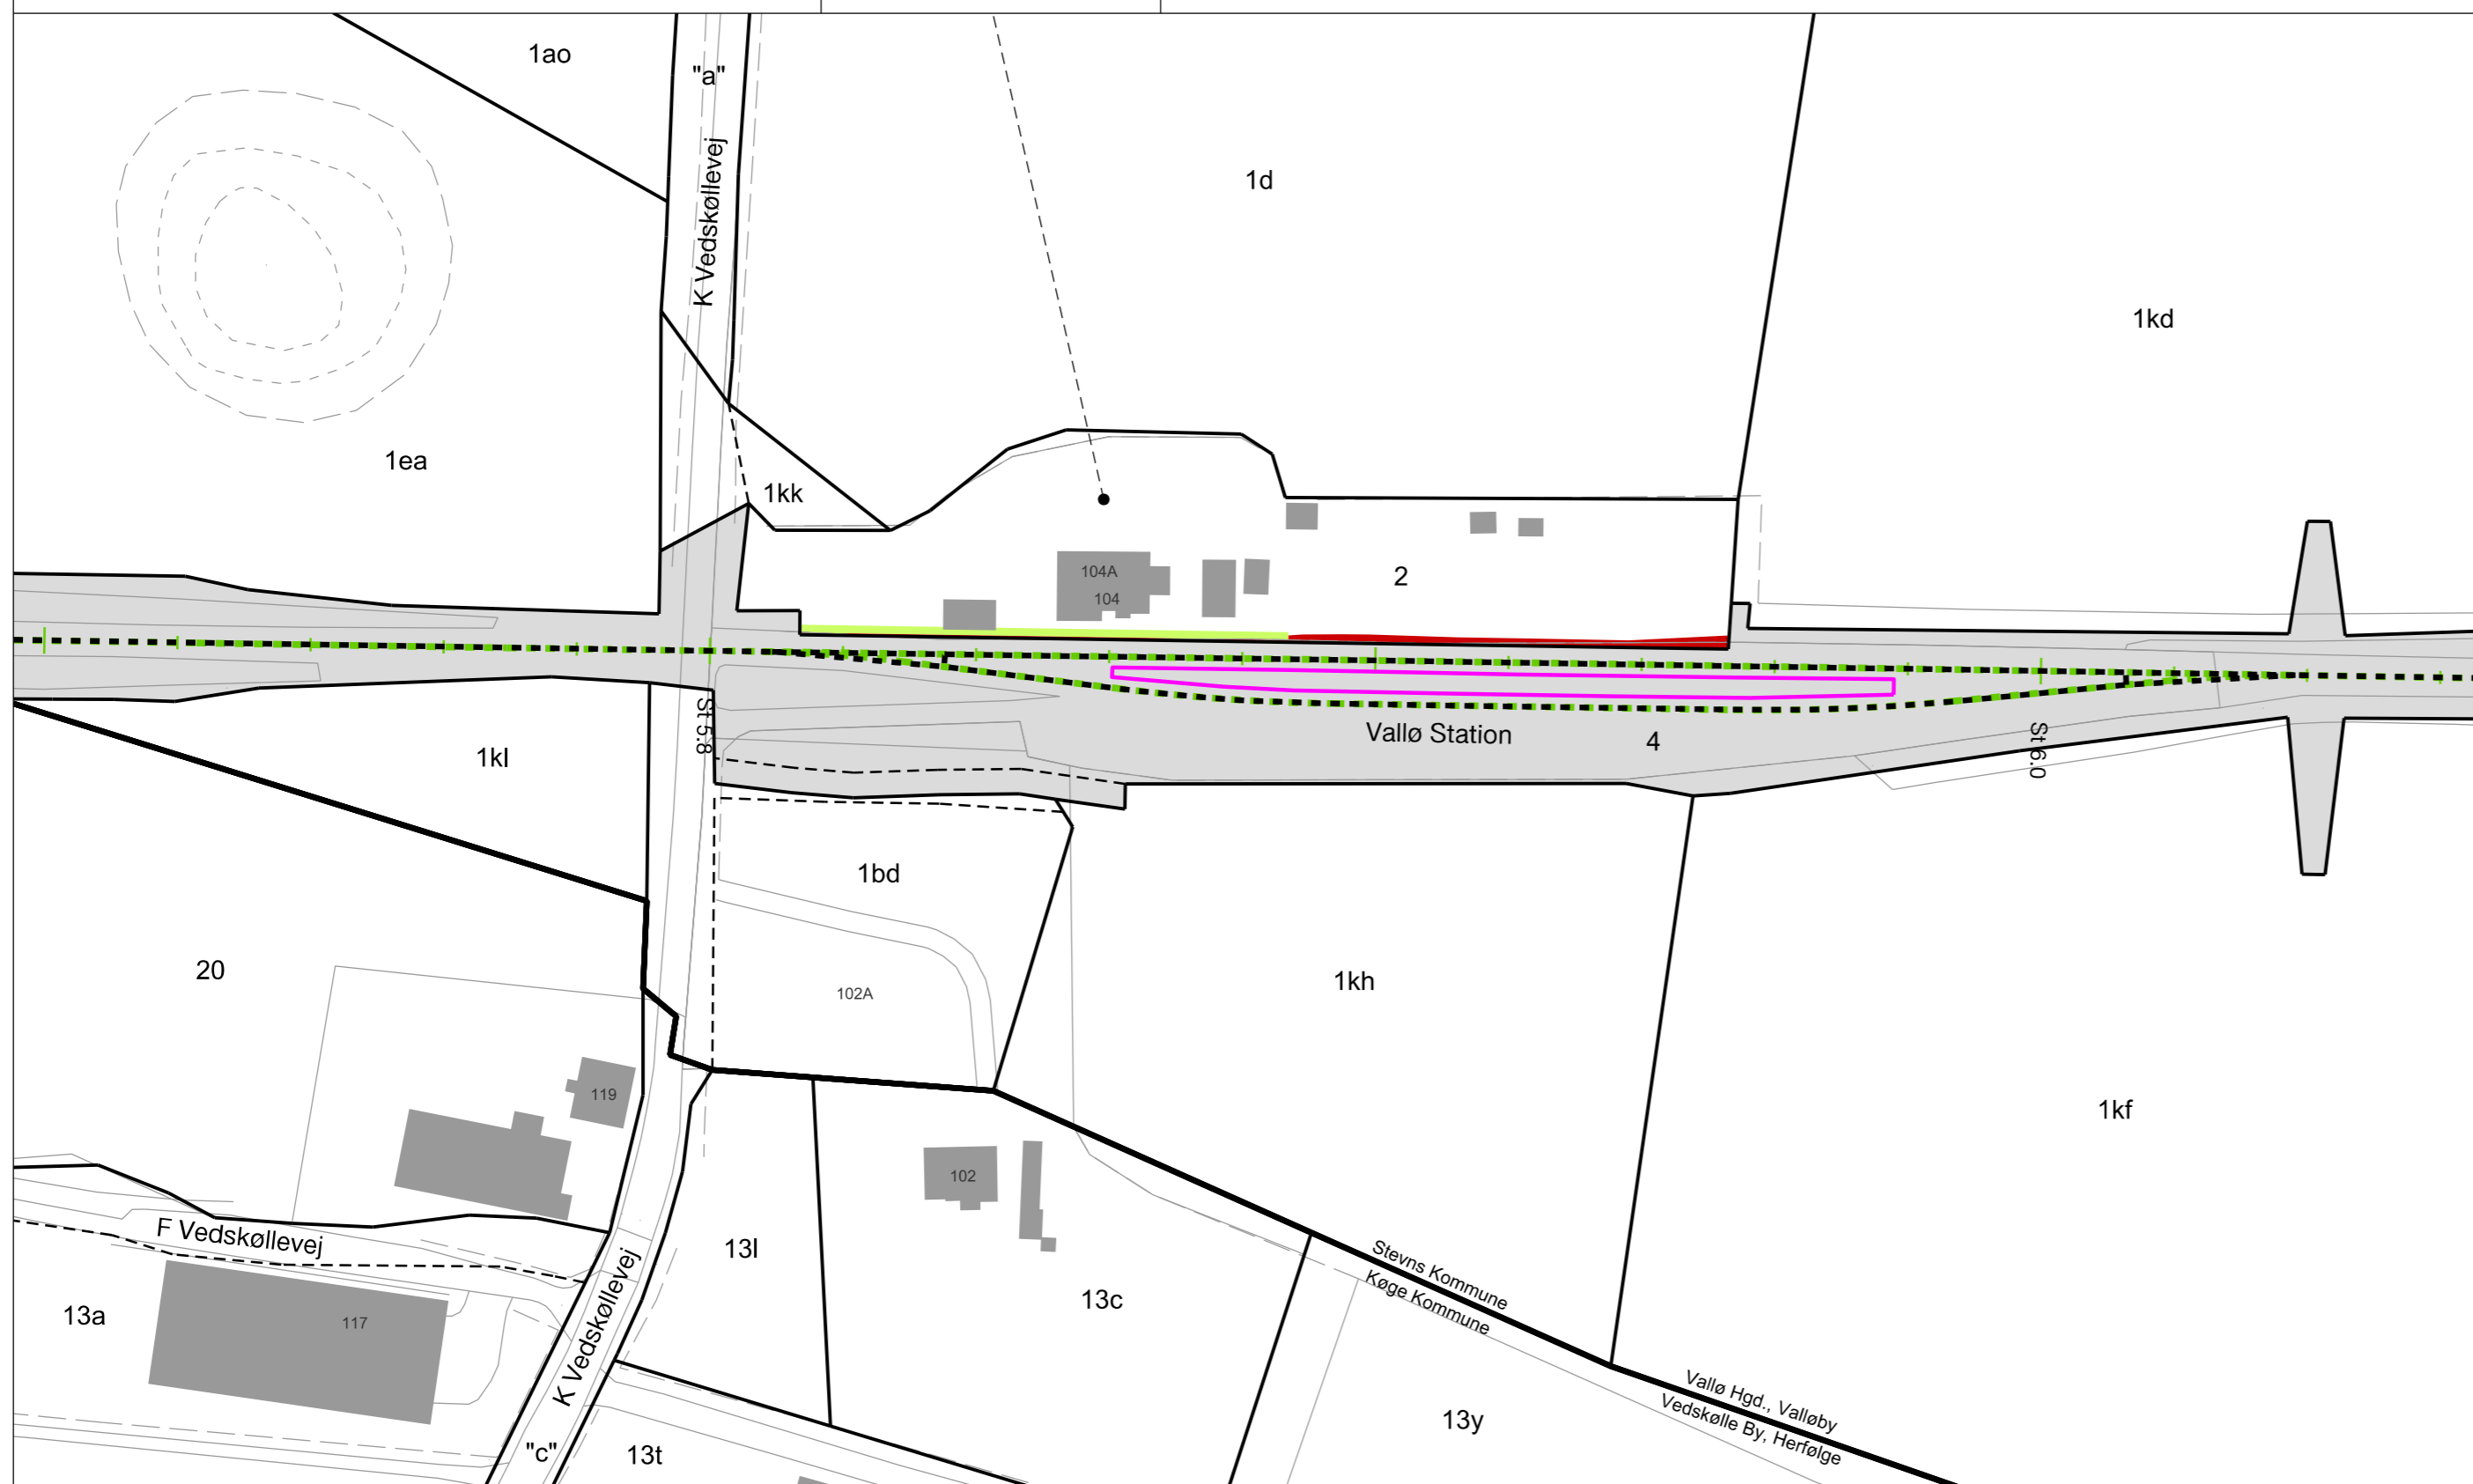 1ao
"a"
K Vedskøllevej
1d
1kd
1ea
1kk
104A
104
2
St 5.8
Vallø Station
4
St 6.0
1kl
1bd
20
102A
1kh
119
1kf
102
F Vedskøllevej
13l
Stevns Kommune
Køge Kommune
13a
117
K Vedskøllevej
13c
Vallø Hgd., Valløby
Vedskølle By, Herfølge
13y
"c"
13t